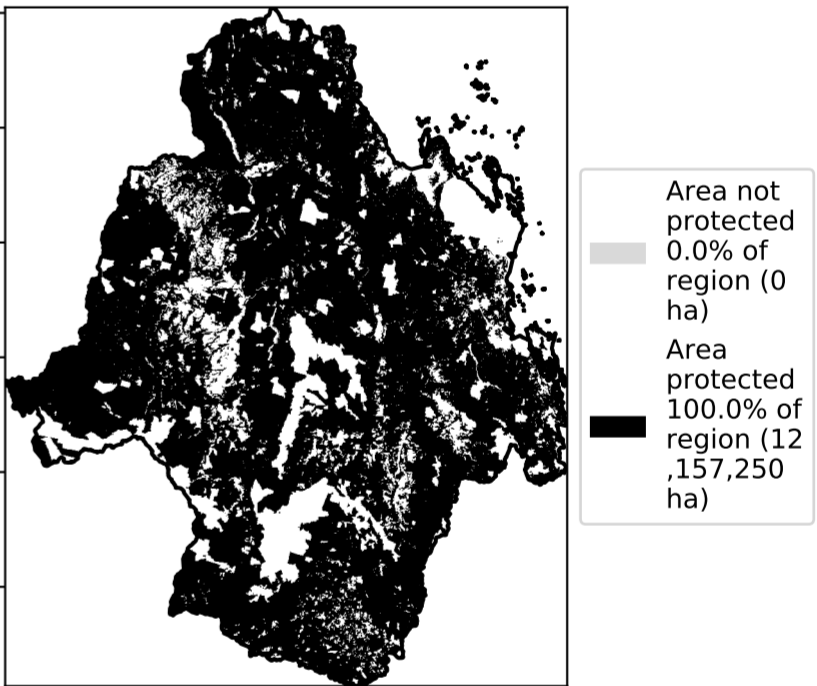 Area not
protected
0.0% of
region (0
ha)
Area
protected
100.0% of
region (12
,157,250
ha)